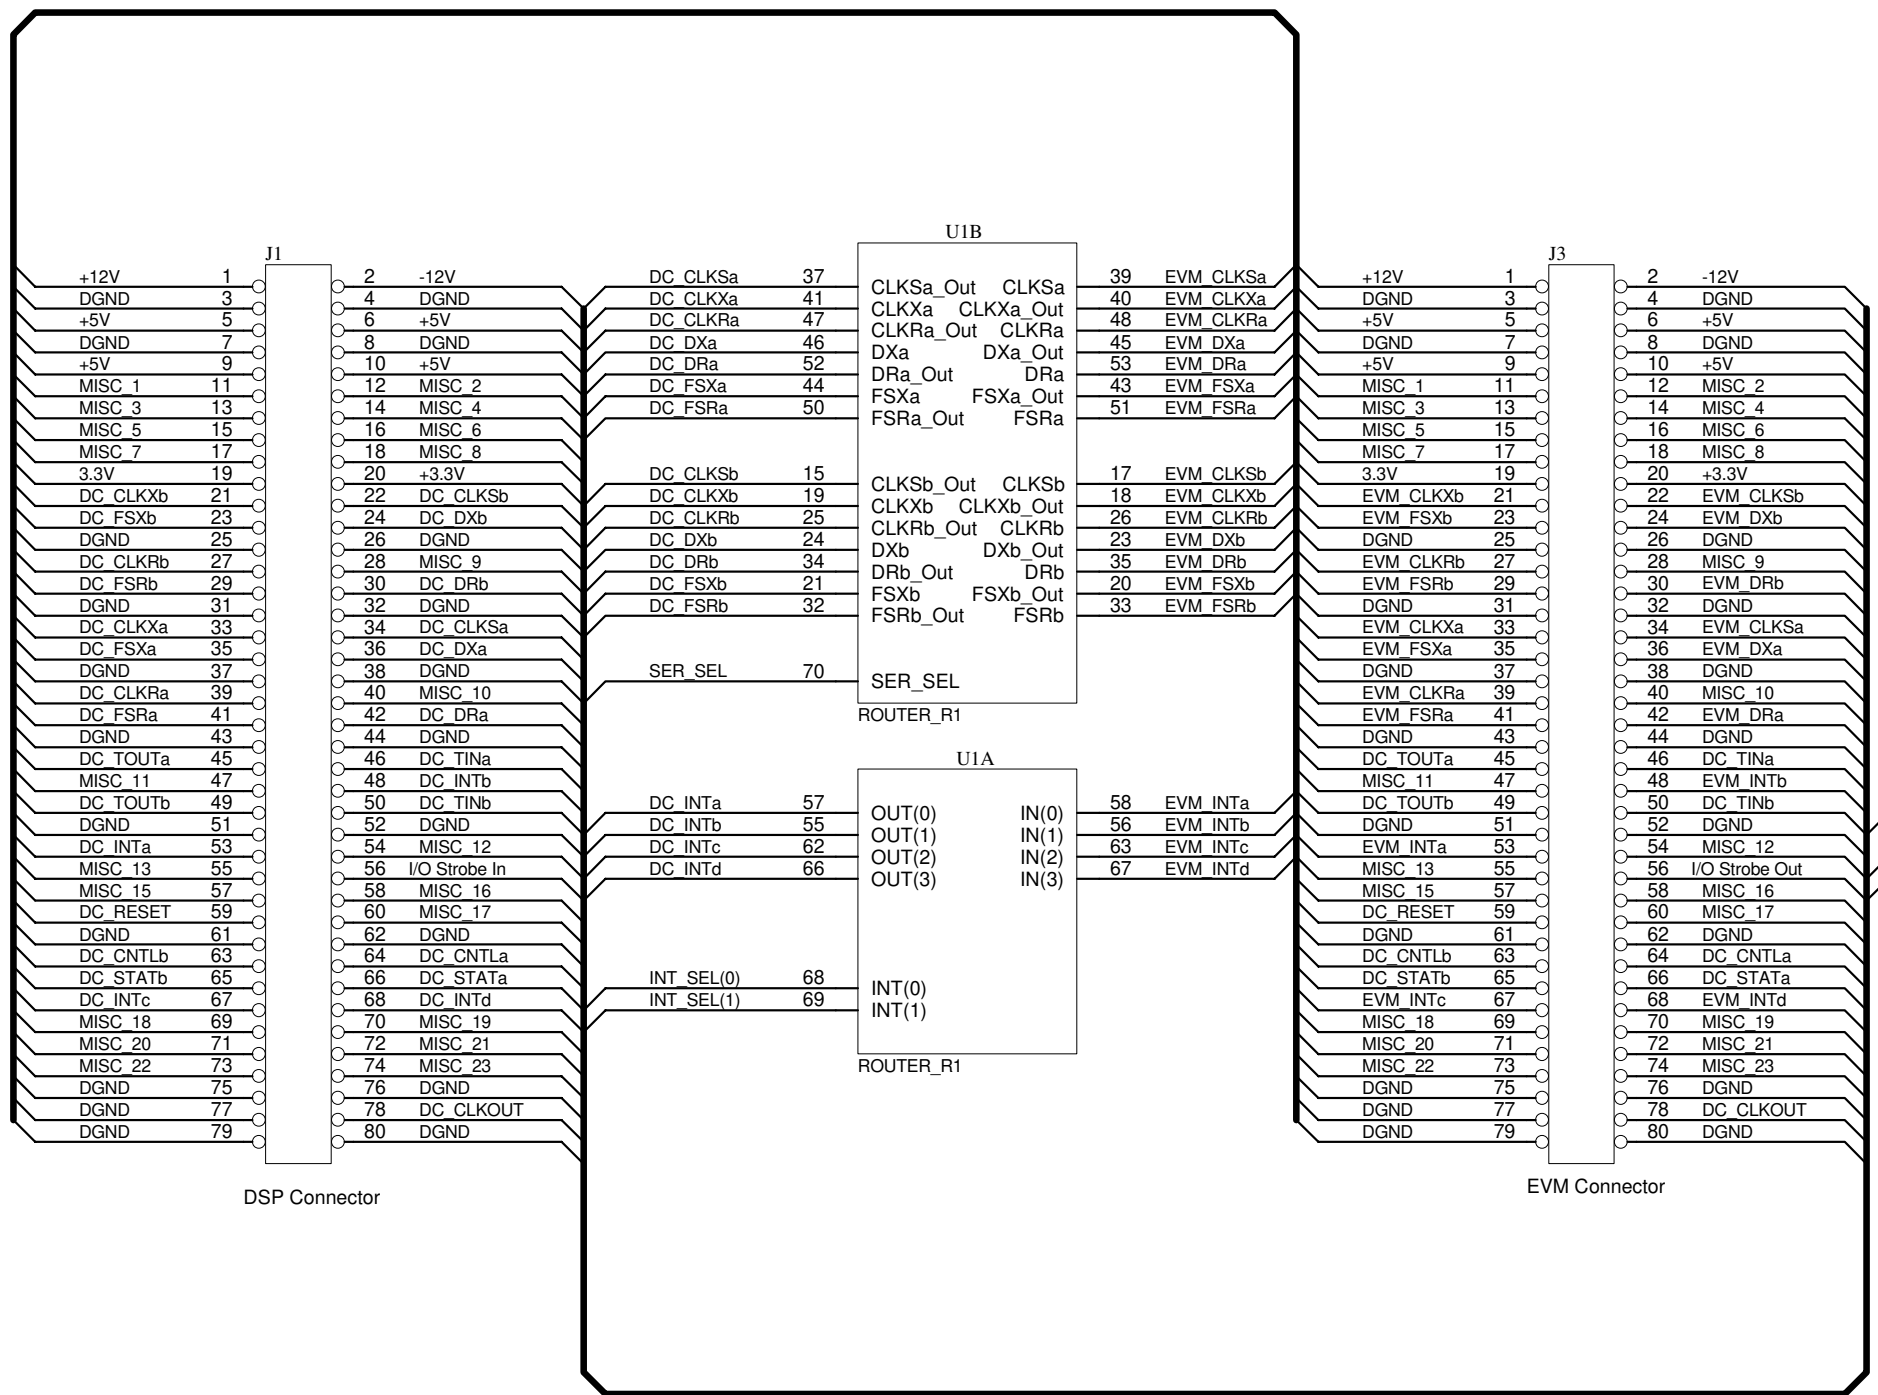 J1
+12V 1 2 -12V
DGND 3 4 DGND
+5V 5 6 +5V
DGND 7 8 DGND
+5V 9 10 +5V
MISC_1 11 12 MISC_2
MISC_3 13 14 MISC_4
MISC_5 15 16 MISC_6
MISC_7 17 18 MISC_8
3.3V 19 20 +3.3V
DC_CLKXb 21 22 DC_CLKSb
DC_FSXb 23 24 DC_DXb
DGND 25 26 DGND
DC_CLKRb 27 28 MISC_9
DC_FSRb 29 30 DC_DRb
DGND 31 32 DGND
DC_CLKXa 33 34 DC_CLKSa
DC_FSXa 35 36 DC_DXa
DGND 37 38 DGND
DC_CLKRa 39 40 MISC_10
DC_FSRa 41 42 DC_DRa
DGND 43 44 DGND
DC_TOUTa 45 46 DC_TINa
MISC_11 47 48 DC_INTb
DC_TOUTb 49 50 DC_TINb
DGND 51 52 DGND
DC_INTa 53 54 MISC_12
MISC_13 55 56 I/O Strobe In
MISC_15 57 58 MISC_16
DC_RESET 59 60 MISC_17
DGND 61 62 DGND
DC_CNTLb 63 64 DC_CNTLa
DC_STATb 65 66 DC_STATa
DC_INTc 67 68 DC_INTd
MISC_18 69 70 MISC_19
MISC_20 71 72 MISC_21
MISC_22 73 74 MISC_23
DGND 75 76 DGND
DGND 77 78 DC_CLKOUT
DGND 79 80 DGND
DSP Connector
U1B
DC_CLKSa 37 CLKSa_Out CLKSa 39 EVM_CLKSa
DC_CLKXa 41 CLKXa CLKXa_Out 40 EVM_CLKXa
DC_CLKRa 47 CLKRa_Out CLKRa 48 EVM_CLKRa
DC_DXa 46 DXa DXa_Out 45 EVM_DXa
DC_DRa 52 DRa_Out DRa 53 EVM_DRa
DC_FSXa 44 FSXa FSXa_Out 43 EVM_FSXa
DC_FSRa 50 FSRa_Out FSRa 51 EVM_FSRa
DC_CLKSb 15 CLKSb_Out CLKSb 17 EVM_CLKSb
DC_CLKXb 19 CLKXb CLKXb_Out 18 EVM_CLKXb
DC_CLKRb 25 CLKRb_Out CLKRb 26 EVM_CLKRb
DC_DXb 24 DXb DXb_Out 23 EVM_DXb
DC_DRb 34 DRb_Out DRb 35 EVM_DRb
DC_FSXb 21 FSXb FSXb_Out 20 EVM_FSXb
DC_FSRb 32 FSRb_Out FSRb 33 EVM_FSRb
SER_SEL 70 SER_SEL
ROUTER_R1
U1A
DC_INTa 57 OUT(0) IN(0) 58 EVM_INTa
DC_INTb 55 OUT(1) IN(1) 56 EVM_INTb
DC_INTc 62 OUT(2) IN(2) 63 EVM_INTc
DC_INTd 66 OUT(3) IN(3) 67 EVM_INTd
INT_SEL(0) 68 INT(0)
INT_SEL(1) 69 INT(1)
ROUTER_R1
J3
+12V 1 2 -12V
DGND 3 4 DGND
+5V 5 6 +5V
DGND 7 8 DGND
+5V 9 10 +5V
MISC_1 11 12 MISC_2
MISC_3 13 14 MISC_4
MISC_5 15 16 MISC_6
MISC_7 17 18 MISC_8
3.3V 19 20 +3.3V
EVM_CLKXb 21 22 EVM_CLKSb
EVM_FSXb 23 24 EVM_DXb
DGND 25 26 DGND
EVM_CLKRb 27 28 MISC_9
EVM_FSRb 29 30 EVM_DRb
DGND 31 32 DGND
EVM_CLKXa 33 34 EVM_CLKSa
EVM_FSXa 35 36 EVM_DXa
DGND 37 38 DGND
EVM_CLKRa 39 40 MISC_10
EVM_FSRa 41 42 EVM_DRa
DGND 43 44 DGND
DC_TOUTa 45 46 DC_TINa
MISC_11 47 48 EVM_INTb
DC_TOUTb 49 50 DC_TINb
DGND 51 52 DGND
EVM_INTa 53 54 MISC_12
MISC_13 55 56 I/O Strobe Out
MISC_15 57 58 MISC_16
DC_RESET 59 60 MISC_17
DGND 61 62 DGND
DC_CNTLb 63 64 DC_CNTLa
DC_STATb 65 66 DC_STATa
EVM_INTc 67 68 EVM_INTd
MISC_18 69 70 MISC_19
MISC_20 71 72 MISC_21
MISC_22 73 74 MISC_23
DGND 75 76 DGND
DGND 77 78 DC_CLKOUT
DGND 79 80 DGND
EVM Connector